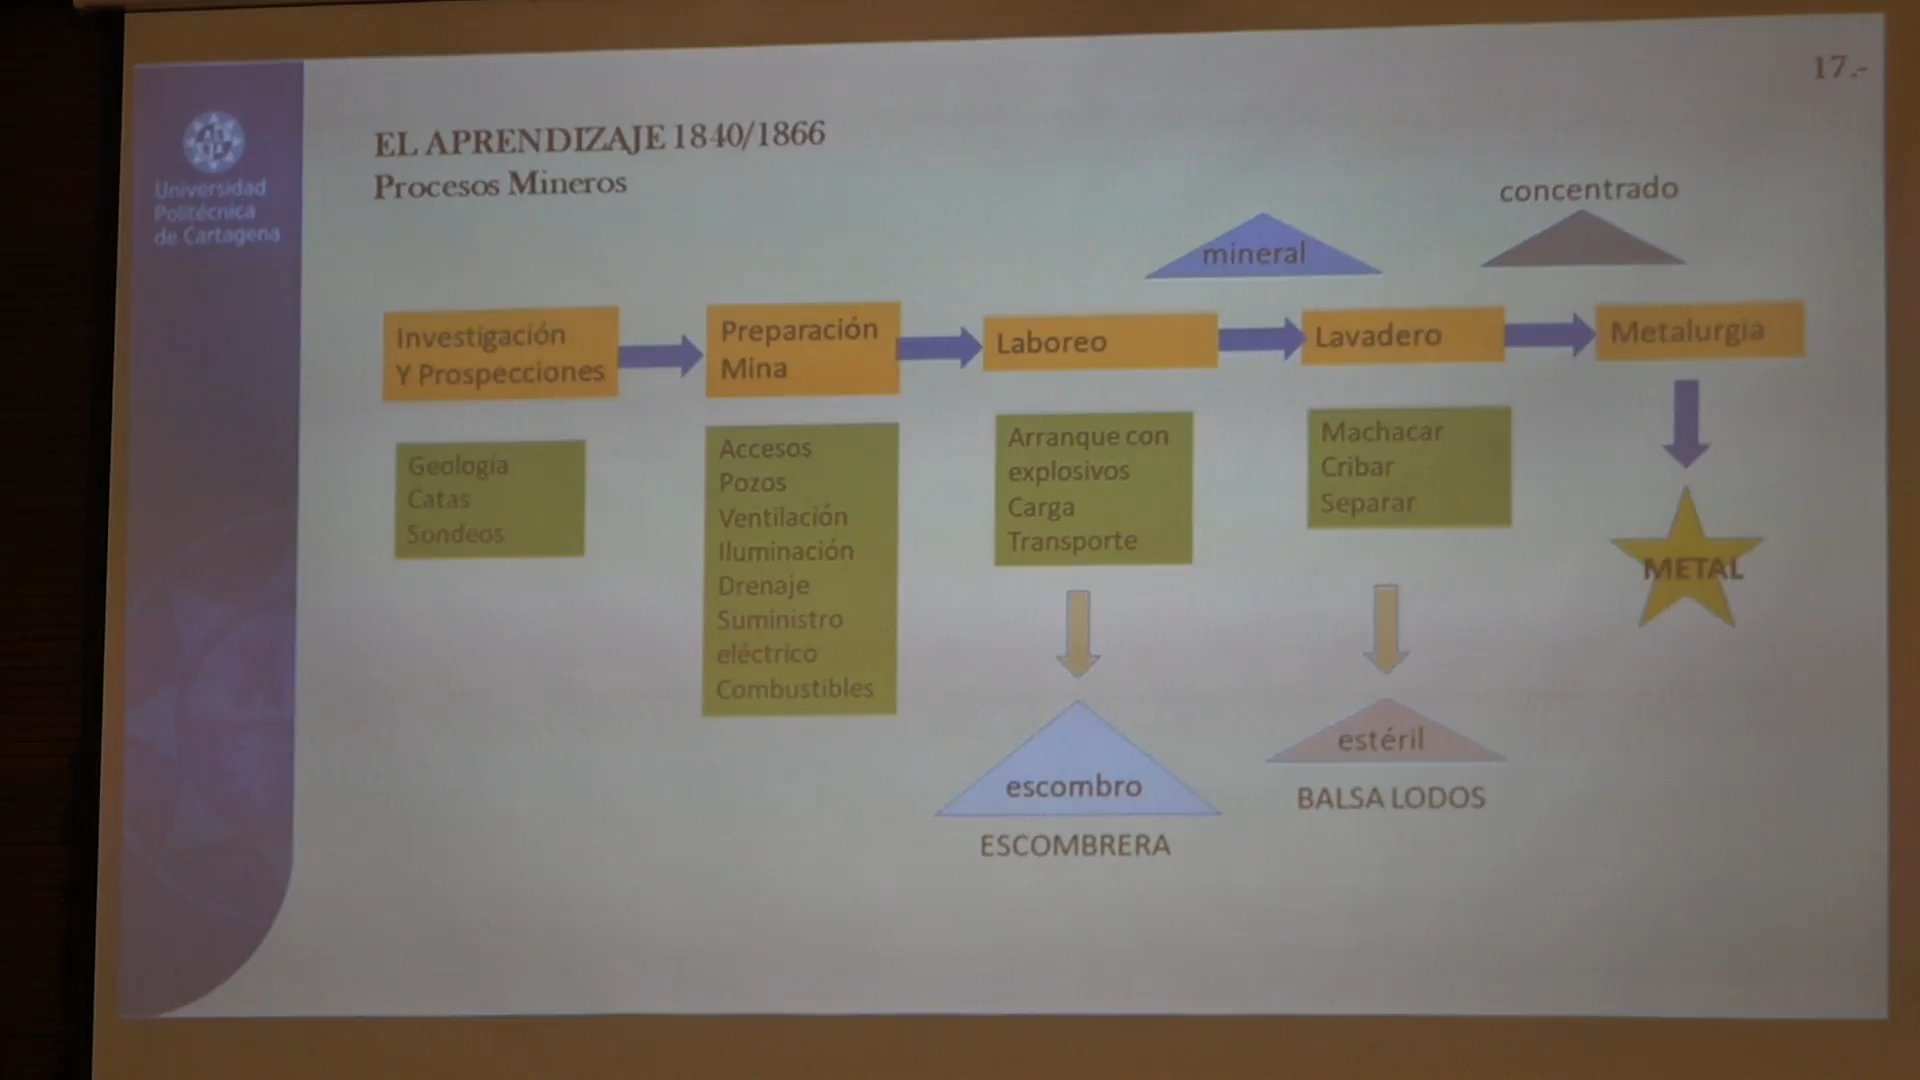 17.-
Universidad
Politécnica
de Cartagena
EL APRENDIZAJE 1840/1866
Procesos Mineros
mineral
concentrado
Investigación
Y Prospecciones
Preparación
Mina
Laboreo
Lavadero
Metalurgia
Geología
Catas
Sondeos
Accesos
Pozos
Ventilación
Iluminación
Drenaje
Suministro
eléctrico
Combustibles
Arranque con
explosivos
Carga
Transporte
Machacar
Cribar
Separar
METAL
escombro
ESCOMBRERA
estéril
BALSA LODOS